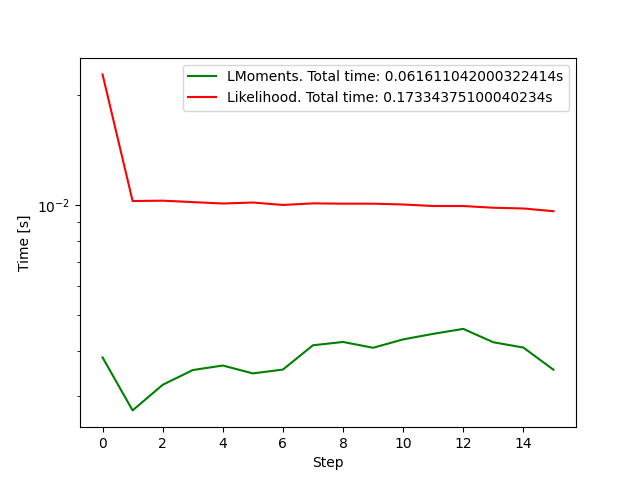 LMoments. Total time: 0.061611042000322414s
Likelihood. Total time: 0.17334375100040234s
10⁻²
Time [s]
0 2 4 6 8 10 12 14
Step